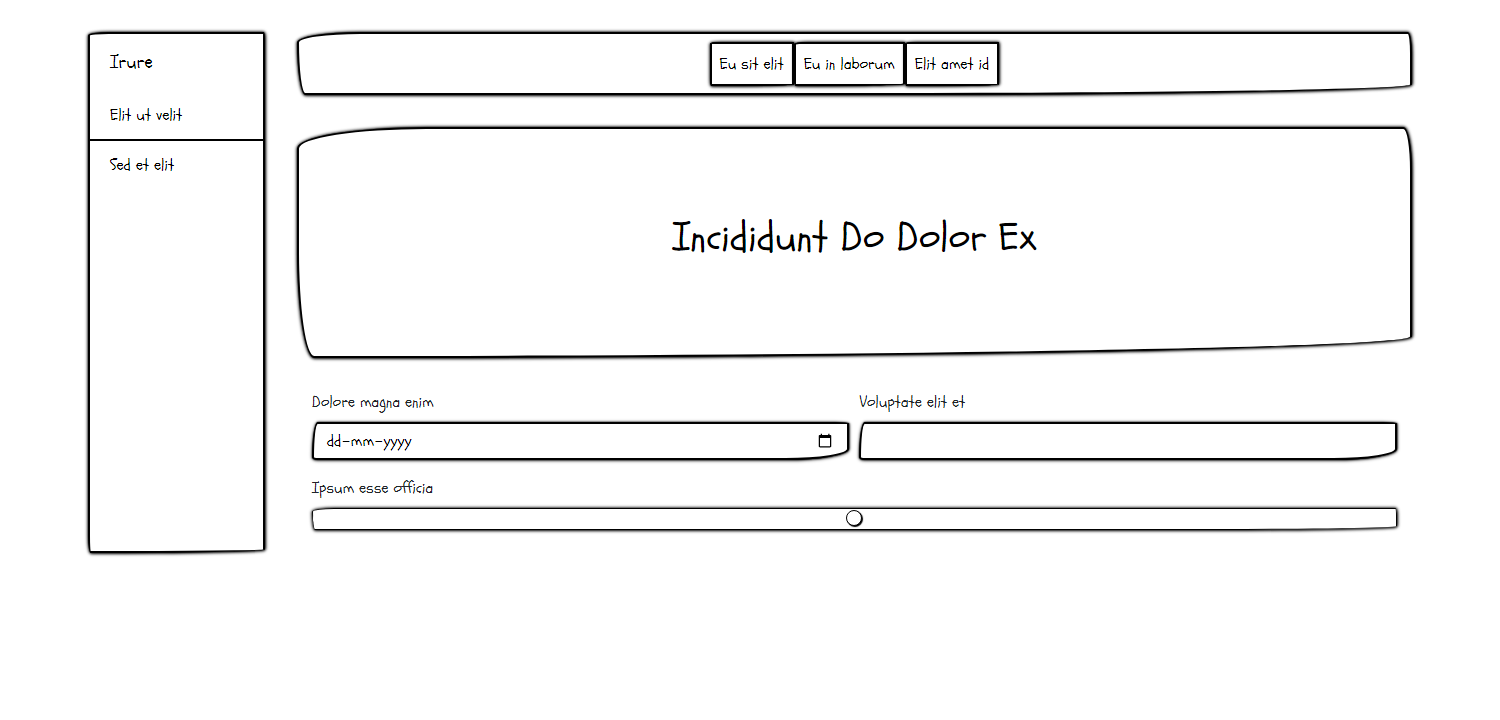 Irure
Elit ut velit
Sed et elit
Eu sit elit
Eu in laborum
Elit amet id
Incididunt Do Dolor Ex
Dolore magna enim
dd-mm-yyyy
Voluptate elit et
Ipsum esse officia